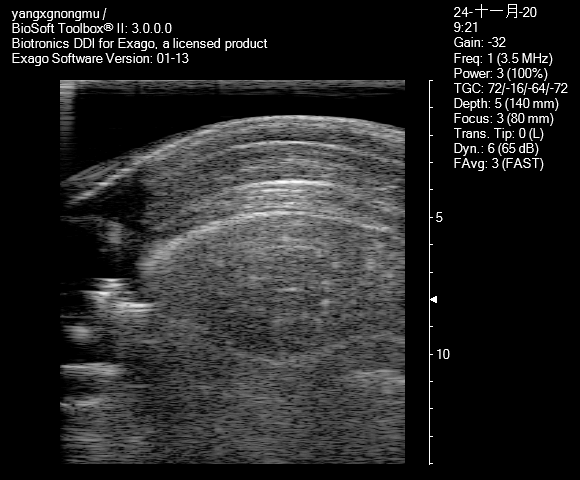 yangxgnongmu /
BioSoft Toolbox® II: 3.0.0.0
Biotronics DDI for Exago, a licensed product
Exago Software Version: 01-13
24-十一月-20
9:21
Gain: -32
Freq: 1 (3.5 MHz)
Power: 3 (100%)
TGC: 72/-16/-64/-72
Depth: 5 (140 mm)
Focus: 3 (80 mm)
Trans. Tip: 0 (L)
Dyn.: 6 (65 dB)
FAvg: 3 (FAST)
5
10